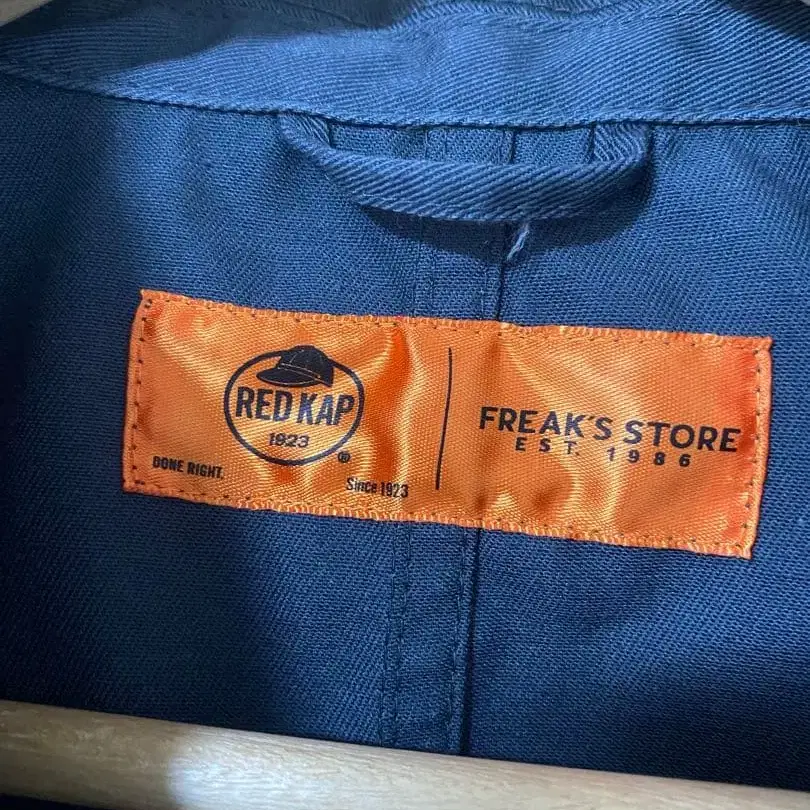 RED KAP
1923
®
DONE RIGHT.
Since 1923
FREAK'S STORE
EST. 1986